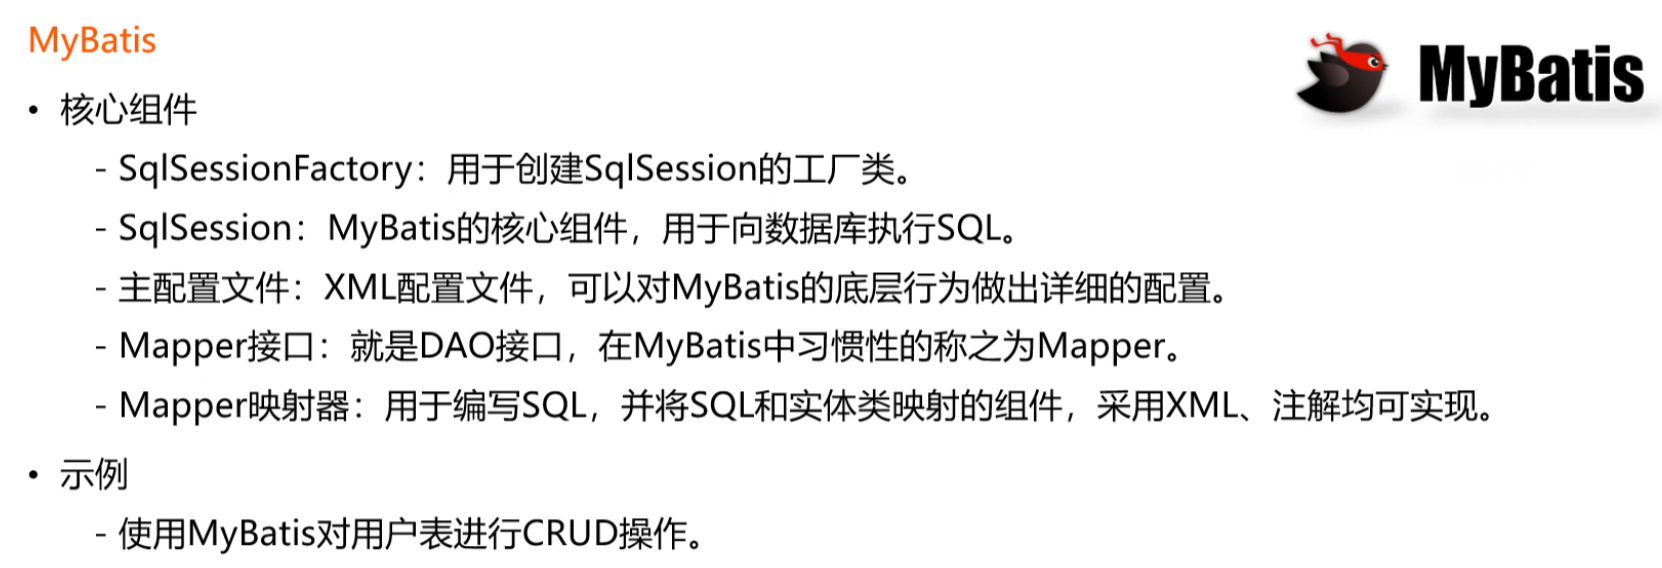 MyBatis
MyBatis
• 核心组件
- SqlSessionFactory：用于创建SqlSession的工厂类。
- SqlSession：MyBatis的核心组件，用于向数据库执行SQL。
- 主配置文件：XML配置文件，可以对MyBatis的底层行为做出详细的配置。
- Mapper接口：就是DAO接口，在MyBatis中习惯性的称之为Mapper。
- Mapper映射器：用于编写SQL，并将SQL和实体类映射的组件，采用XML、注解均可实现。
• 示例
- 使用MyBatis对用户表进行CRUD操作。